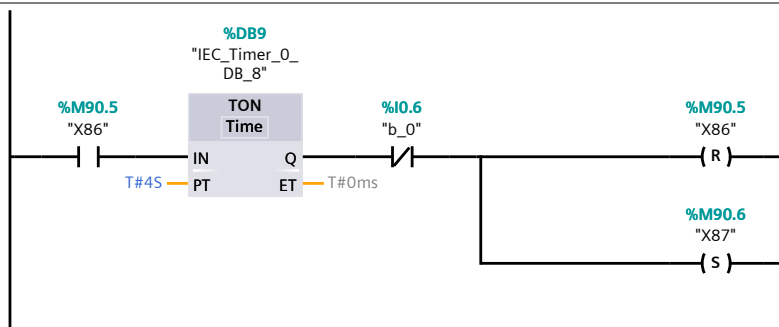 %DB9
"IEC_Timer_0_
DB_8"
%M90.5
"X86"
TON
Time
%I0.6
"b_0"
%M90.5
"X86"
IN
Q
R
T#4S
PT
ET
T#0ms
%M90.6
"X87"
S